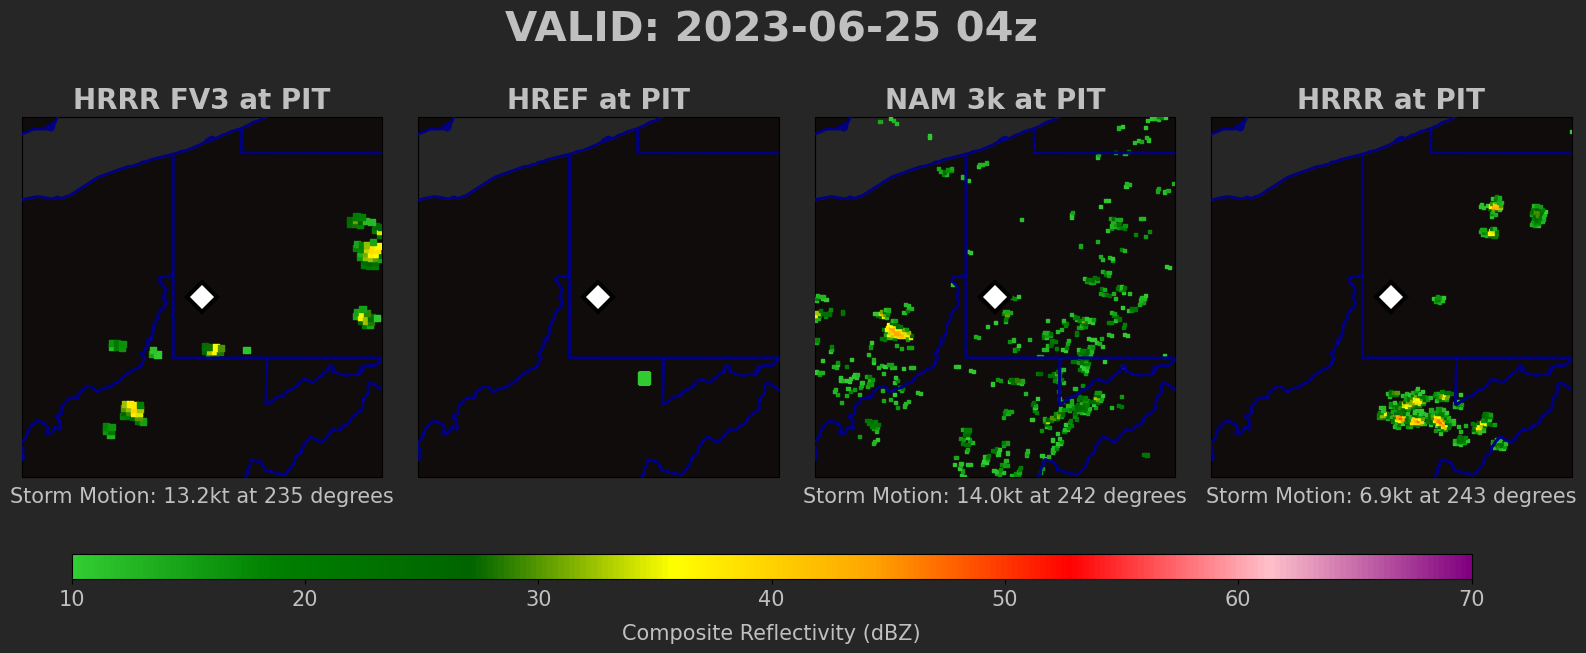 VALID: 2023-06-25 04z
HRRR FV3 at PIT
HREF at PIT
NAM 3k at PIT
HRRR at PIT
Storm Motion: 13.2kt at 235 degrees
Storm Motion: 14.0kt at 242 degrees
Storm Motion: 6.9kt at 243 degrees
10 20 30 40 50 60 70
Composite Reflectivity (dBZ)